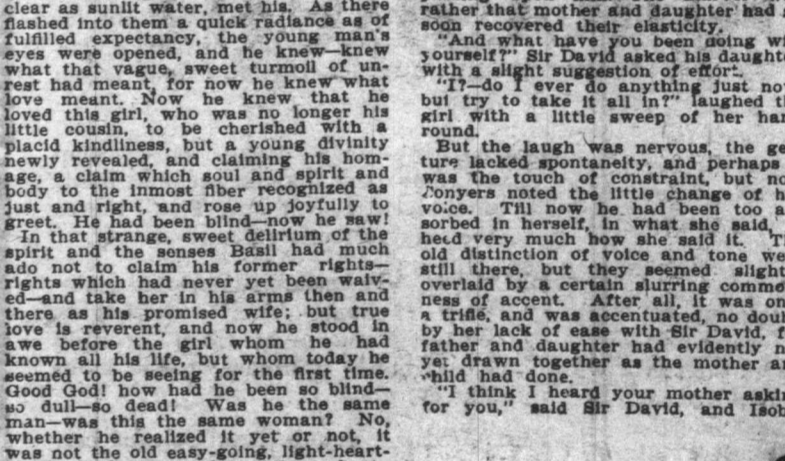 clear as sunlit water, met his. As there
flashed into them a quick radiance as of
fulfilled expectancy, the young man's
eyes were opened, and he knew—knew
what that vague, sweet turmoil of un-
rest had meant, for now he knew what
love meant. Now he knew that he
loved this girl, who was no longer his
little cousin, to be cherished with a
placid kindliness, but a young divinity
newly revealed, and claiming his hom-
age, a claim which soul and spirit and
body to the inmost fiber recognized as
just and right, and rose up joyfully to
greet. He had been blind—now he saw!
In that strange, sweet delirium of the
spirit and the senses Basil had much
ado not to claim his former rights—
rights which had never yet been waiv-
ed—and take her in his arms then and
there as his promised wife; but true
love is reverent, and now he stood in
awe before the girl whom he had
known all his life, but whom today he
seemed to be seeing for the first time.
Good God! how had he been so blind—
so dull—so dead! Was he the same
man—was this the same woman? No,
whether he realized it yet or not, it
was not the old easy-going, light-heart-
rather that mother and daughter had
soon recovered their elasticity.
"And what have you been doing wi
yourself?" Sir David asked his daught
with a slight suggestion of effort.
"I?—do I ever do anything just no
but try to take it all in?" laughed t
girl with a little sweep of her han
round.
But the laugh was nervous, the ge
ture lacked spontaneity, and perhaps
was the touch of constraint, but no
Conyers noted the little change of h
voice. Till now he had been too a
sorbed in herself, in what she said,
heed very much how she said it. T
old distinction of voice and tone we
still there, but they seemed slight
overlaid by a certain slurring commo
ness of accent. After all, it was on
a trifle, and was accentuated, no doub
by her lack of ease with Sir David, f
father and daughter had evidently n
yet drawn together as the mother a
child had done.
"I think I heard your mother askin
for you," said Sir David, and Isob